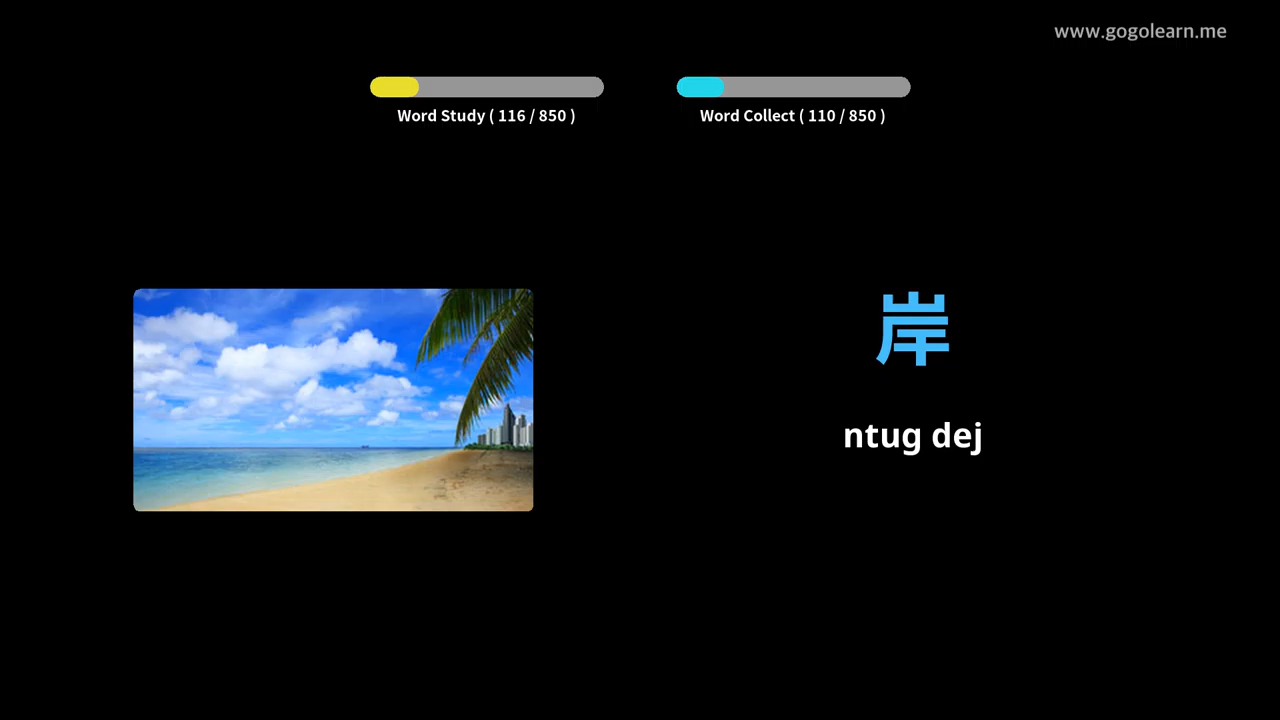 www.gogolearn.me
Word Study ( 116 / 850 )
Word Collect ( 110 / 850 )
岸
ntug dej